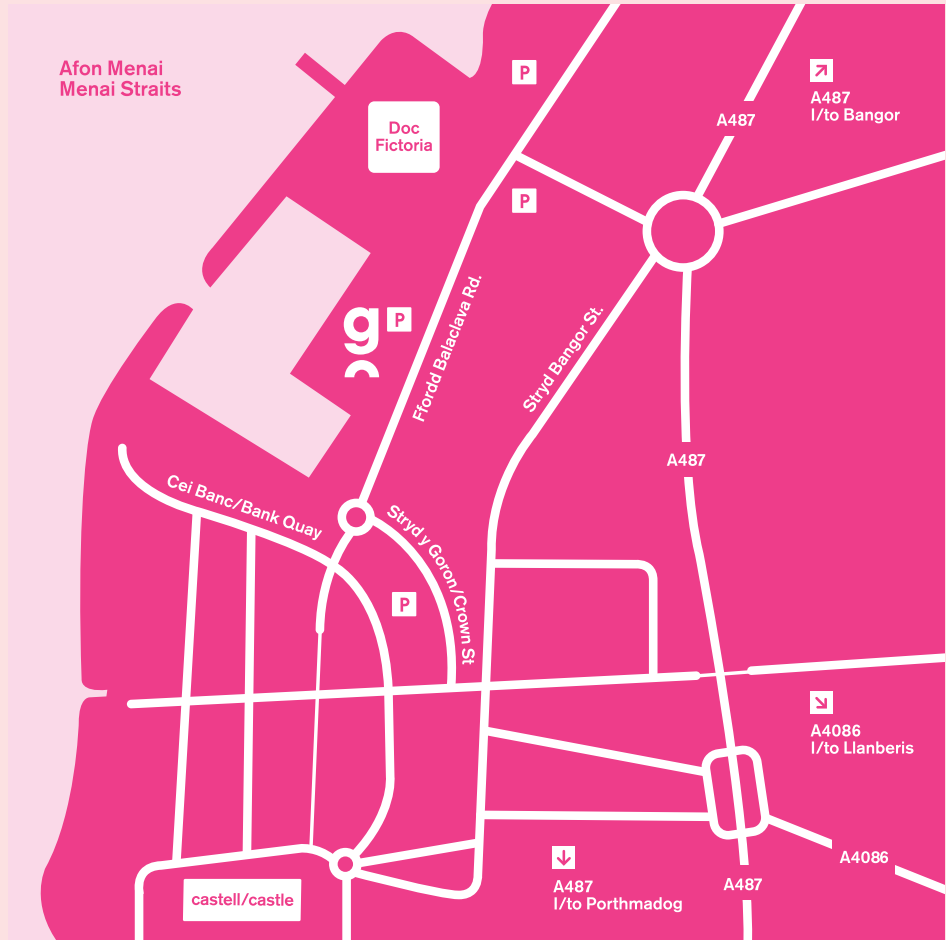 Afon Menai
Menai Straits
P
A487
I/to Bangor
A487
Doc
Fictoria
P
g
P
Ffordd Balaclava Rd.
Stryd Bangor St.
A487
Cei Banc/Bank Quay
Stryd y Goron/Crown St
P
A4086
I/to Llanberis
A4086
A487
I/to Porthmadog
A487
castell/castle